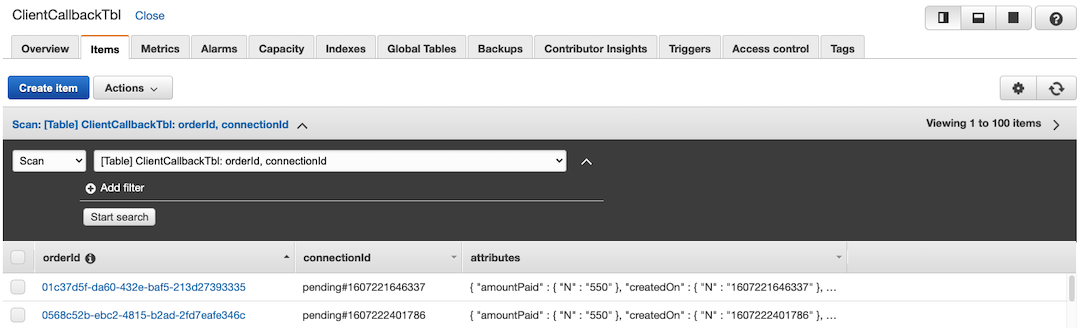 ClientCallbackTbl Close
Overview Items Metrics Alarms Capacity Indexes Global Tables Backups Contributor Insights Triggers Access control Tags
Create item Actions
Scan: [Table] ClientCallbackTbl: orderId, connectionId Viewing 1 to 100 items
Scan [Table] ClientCallbackTbl: orderId, connectionId
Add filter
Start search
orderId connectionId attributes
01c37d5f-da60-432e-baf5-213d27393335 pending#1607221646337 { "amountPaid" : { "N" : "550" }, "createdOn" : { "N" : "1607221646337" }, ...
0568c52b-ebc2-4815-b2ad-2fd7eafe346c pending#1607222401786 { "amountPaid" : { "N" : "550" }, "createdOn" : { "N" : "1607222401786" }, ...